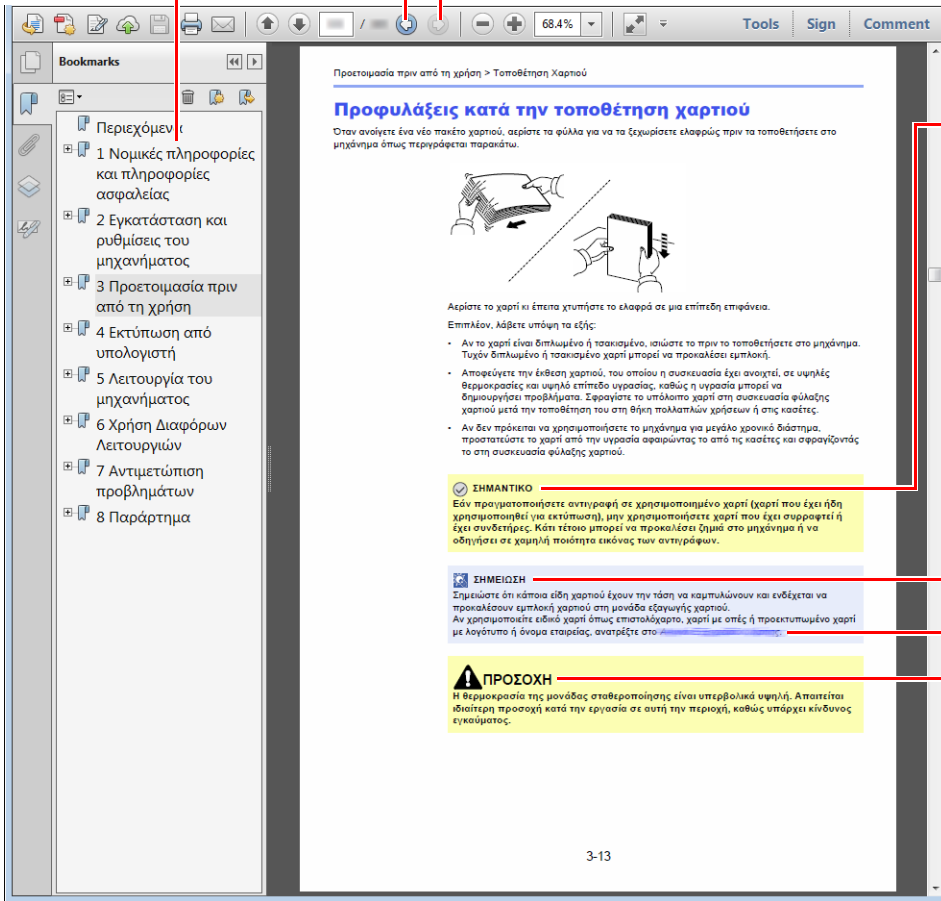 /
68.4%
Tools
Sign
Comment
Bookmarks
Περιεχόμενα
1 Νομικές πληροφορίες
και πληροφορίες
ασφαλείας
2 Εγκατάσταση και
ρυθμίσεις του
μηχανήματος
3 Προετοιμασία πριν
από τη χρήση
4 Εκτύπωση από
υπολογιστή
5 Λειτουργία του
μηχανήματος
6 Χρήση Διαφόρων
Λειτουργιών
7 Αντιμετώπιση
προβλημάτων
8 Παράρτημα
Προετοιμασία πριν από τη χρήση > Τοποθέτηση Χαρτιού
Προφυλάξεις κατά την τοποθέτηση χαρτιού
Όταν ανοίγετε ένα νέο πακέτο χαρτιού, αερίστε τα φύλλα για να τα ξεχωρίσετε ελαφρώς πριν τα τοποθετήσετε στο
μηχάνημα όπως περιγράφεται παρακάτω.
Αερίστε το χαρτί κι έπειτα χτυπήστε το ελαφρά σε μια επίπεδη επιφάνεια.
Επιπλέον, λάβετε υπόψη τα εξής:
• Αν το χαρτί είναι διπλωμένο ή τσακισμένο, ισιώστε το πριν το τοποθετήσετε στο μηχάνημα.
Τυχόν διπλωμένο ή τσακισμένο χαρτί μπορεί να προκαλέσει εμπλοκή.
• Αποφεύγετε την έκθεση χαρτιού, του οποίου η συσκευασία έχει ανοιχτεί, σε υψηλές
θερμοκρασίες και υψηλό επίπεδο υγρασίας, καθώς η υγρασία μπορεί να
δημιουργήσει προβλήματα. Σφραγίστε το υπόλοιπο χαρτί στη συσκευασία φύλαξης
χαρτιού μετά την τοποθέτηση του στη θήκη πολλαπλών χρήσεων ή στις κασέτες.
• Αν δεν πρόκειται να χρησιμοποιήσετε το μηχάνημα για μεγάλο χρονικό διάστημα,
προστατεύστε το χαρτί από την υγρασία αφαιρώντας το από τις κασέτες και σφραγίζοντάς
το στη συσκευασία φύλαξης χαρτιού.
ΣΗΜΑΝΤΙΚΟ
Εάν πραγματοποιήσετε αντιγραφή σε χρησιμοποιημένο χαρτί (χαρτί που έχει ήδη
χρησιμοποιηθεί για εκτύπωση), μην χρησιμοποιήσετε χαρτί που έχει συρραφτεί ή
έχει συνδετήρες. Κάτι τέτοιο μπορεί να προκαλέσει ζημιά στο μηχάνημα ή να
οδηγήσει σε χαμηλή ποιότητα εικόνας των αντιγράφων.
ΣΗΜΕΙΩΣΗ
Σημειώστε ότι κάποια είδη χαρτιού έχουν την τάση να καμπυλώνουν και ενδέχεται να
προκαλέσουν εμπλοκή χαρτιού στη μονάδα εξαγωγής χαρτιού.
Αν χρησιμοποιείτε ειδικό χαρτί όπως επιστολόχαρτο, χαρτί με οπές ή προεκτυπωμένο χαρτί
με λογότυπο ή όνομα εταιρείας, ανατρέξτε στο
ΠΡΟΣΟΧΗ
Η θερμοκρασία της μονάδας σταθεροποίησης είναι υπερβολικά υψηλή. Απαιτείται
ιδιαίτερη προσοχή κατά την εργασία σε αυτή την περιοχή, καθώς υπάρχει κίνδυνος
εγκαύματος.
3-13